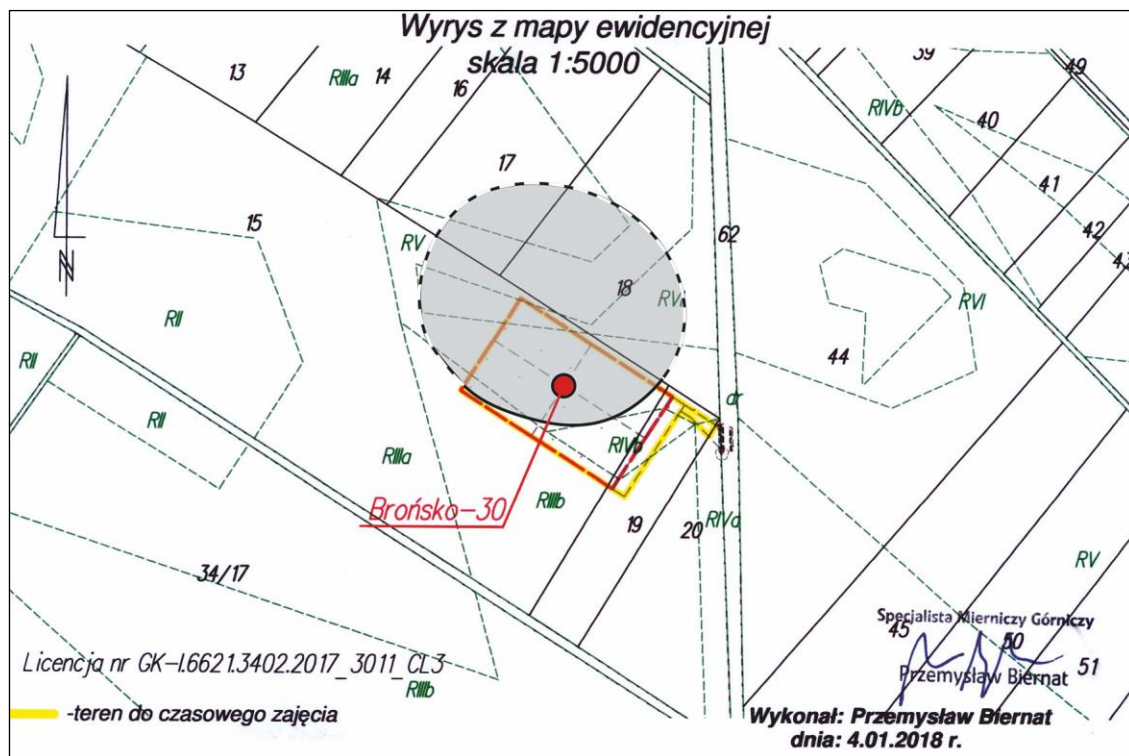 Wyrys z mapy ewidencyjnej
skala 1:5000
13
RIIIa
14
16
39
49
RIVb
40
17
41
15
RV
62
42
43
18
RV
RVI
RII
N
44
RII
dr
RII
RIVb
RIIIa
Brońsko-30
RIIIb
19
20
RIVa
RV
34/17
Specjalista Mierniczy Górniczy
45
50
51
Przemysław Biernat
Licencja nr GK-I.6621.3402.2017_3011_CL3
RIIIb
-teren do czasowego zajęcia
Wykonał: Przemysław Biernat
dnia: 4.01.2018 r.